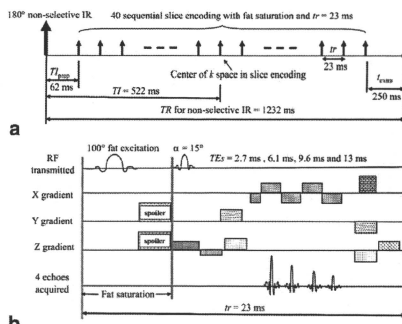 180° non-selective IR
40 sequential slice encoding with fat saturation and tr = 23 ms
TI
62 ms
Center of k space in slice encoding
tr
23 ms
TI = 522 ms
250 ms
TR for non-selective IR = 1232 ms
a
RF transmitted
100° fat excitation
α = 15°
TEs = 2.7 ms , 6.1 ms, 9.6 ms and 13 ms
X gradient
Y gradient
spoiler
Z gradient
spoiler
4 echoes acquired
Fat saturation
tr = 23 ms
b